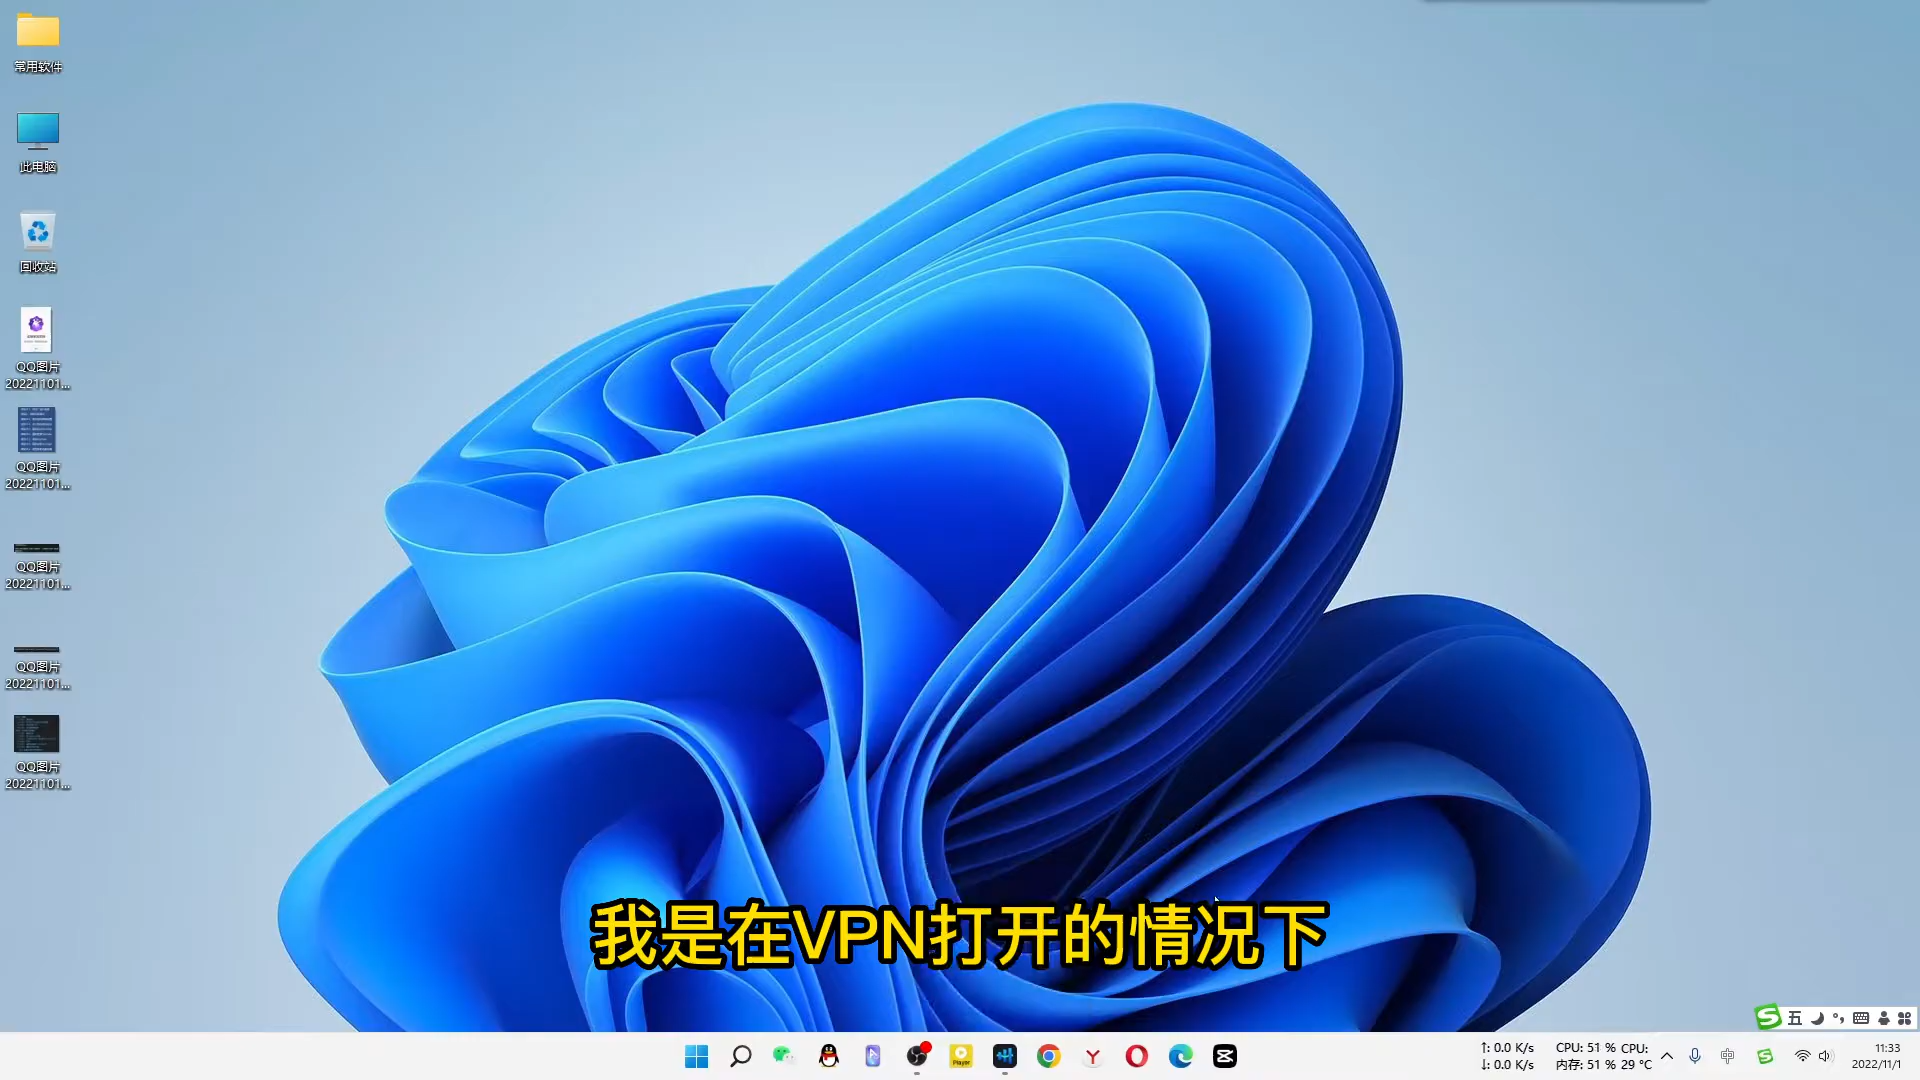 常用软件
此电脑
回收站
QQ图片
20221101...
QQ图片
20221101...
QQ图片
20221101...
QQ图片
20221101...
QQ图片
20221101...
我是在VPN打开的情况下
五
Player
↑: 0.0 K/s
↓: 0.0 K/s
CPU: 51 % CPU:
内存: 51 % 29 °C
中
11:33
2022/11/1